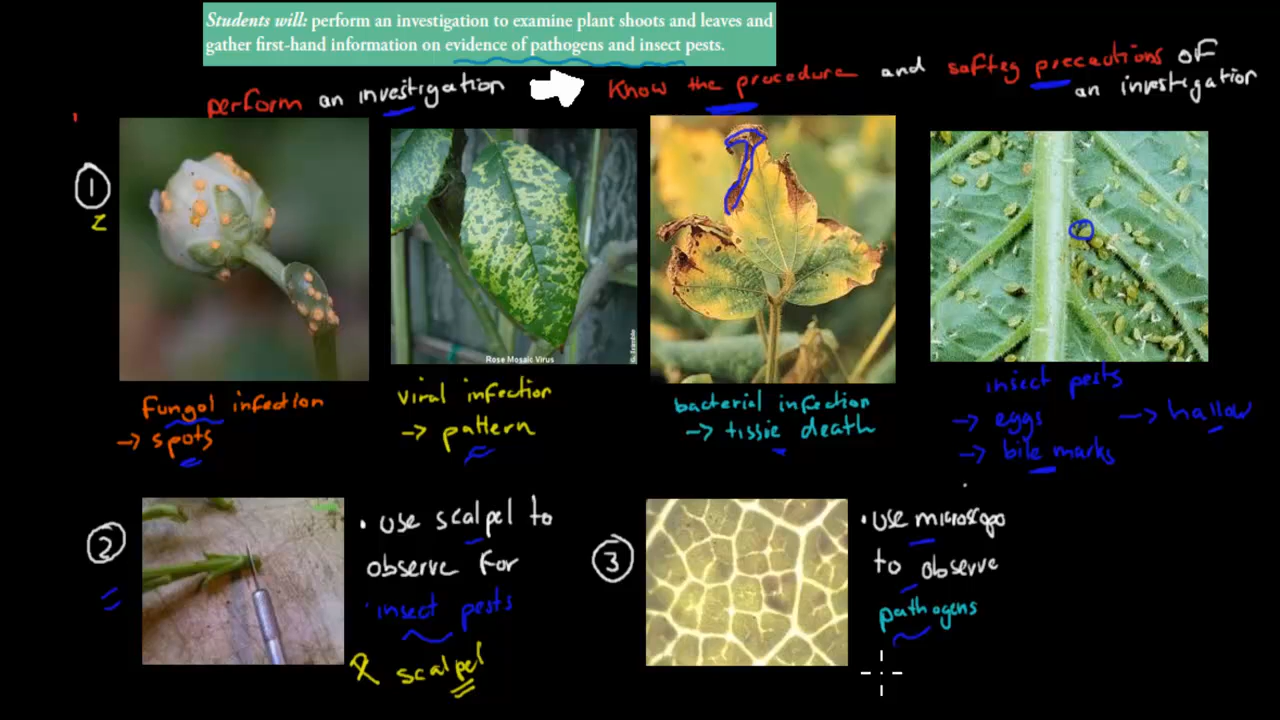 Students will: perform an investigation to examine plant shoots and leaves and
gather first-hand information on evidence of pathogens and insect pests.
perform an investigation
Know the procedure and saftey precautions of
an investigation
1
2
Rose Mosaic Virus
fungal infection
→ spots
viral infection
→ pattern
bacterial infection
→ tissie death
insect pests
→ eggs → hallow
→ bite marks
2
• use scalpel to
observe for
insect pests
scalpel
3
• use
to observe
pathogens